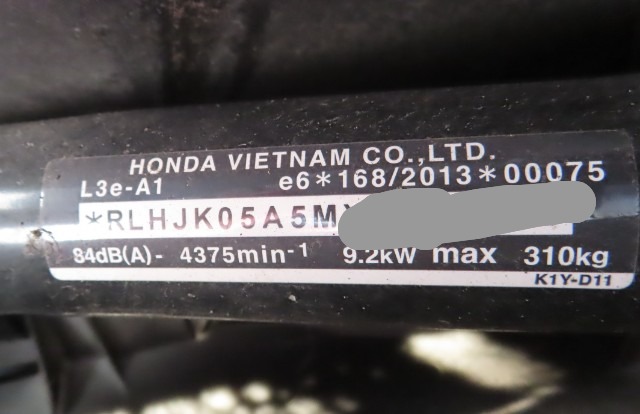 HONDA VIETNAM CO.,LTD.
L3e-A1 e6*168/2013*00075
*RLHJK05A5M
84dB(A)- 4375min-1 9.2kW max 310kg
K1Y-D11